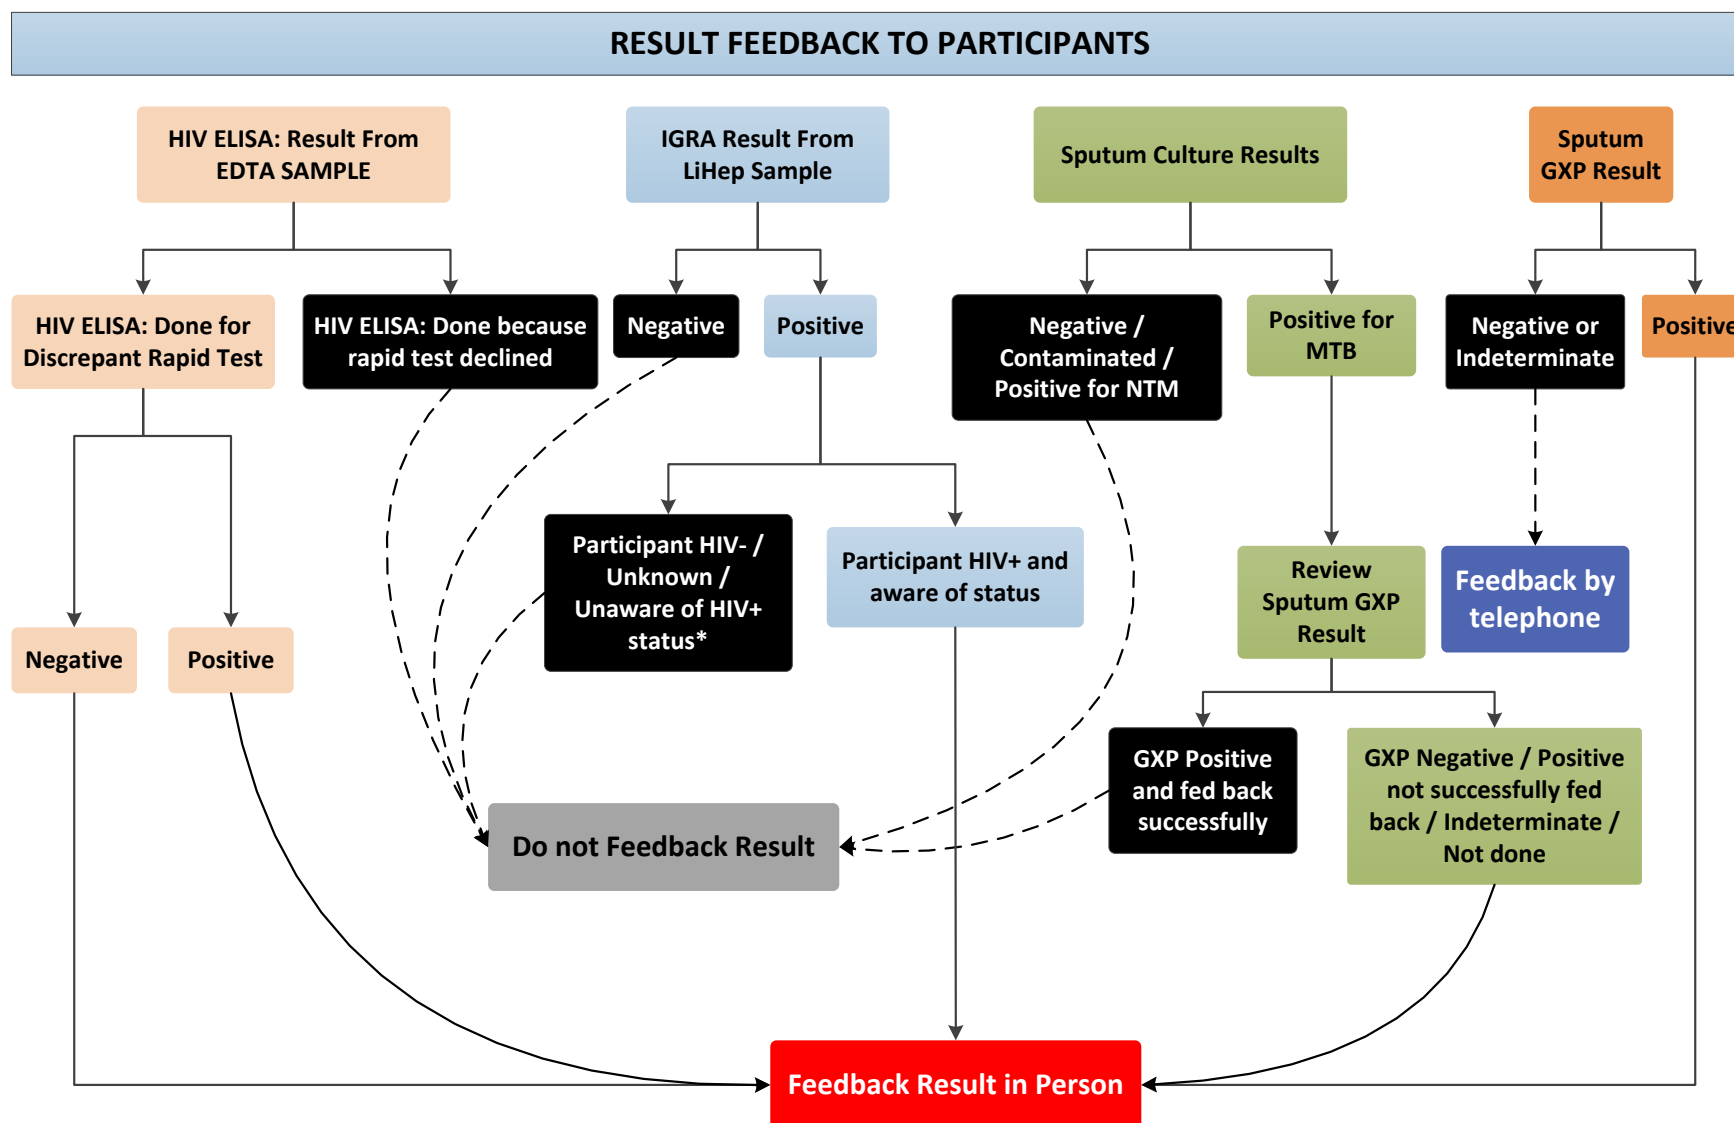 RESULT FEEDBACK TO PARTICIPANTS
HIV ELISA: Result From
EDTA SAMPLE
IGRA Result From
LiHep Sample
Sputum Culture Results
Sputum
GXP Result
HIV ELISA: Done for
Discrepant Rapid Test
HIV ELISA: Done because
rapid test declined
Negative
Positive
Negative /
Contaminated /
Positive for NTM
Positive for
MTB
Negative or
Indeterminate
Positive
Participant HIV- /
Unknown /
Unaware of HIV+
status*
Participant HIV+ and
aware of status
Review
Sputum GXP
Result
Feedback by
telephone
Negative
Positive
GXP Positive
and fed back
successfully
GXP Negative / Positive
not successfully fed
back / Indeterminate /
Not done
Do not Feedback Result
Feedback Result in Person